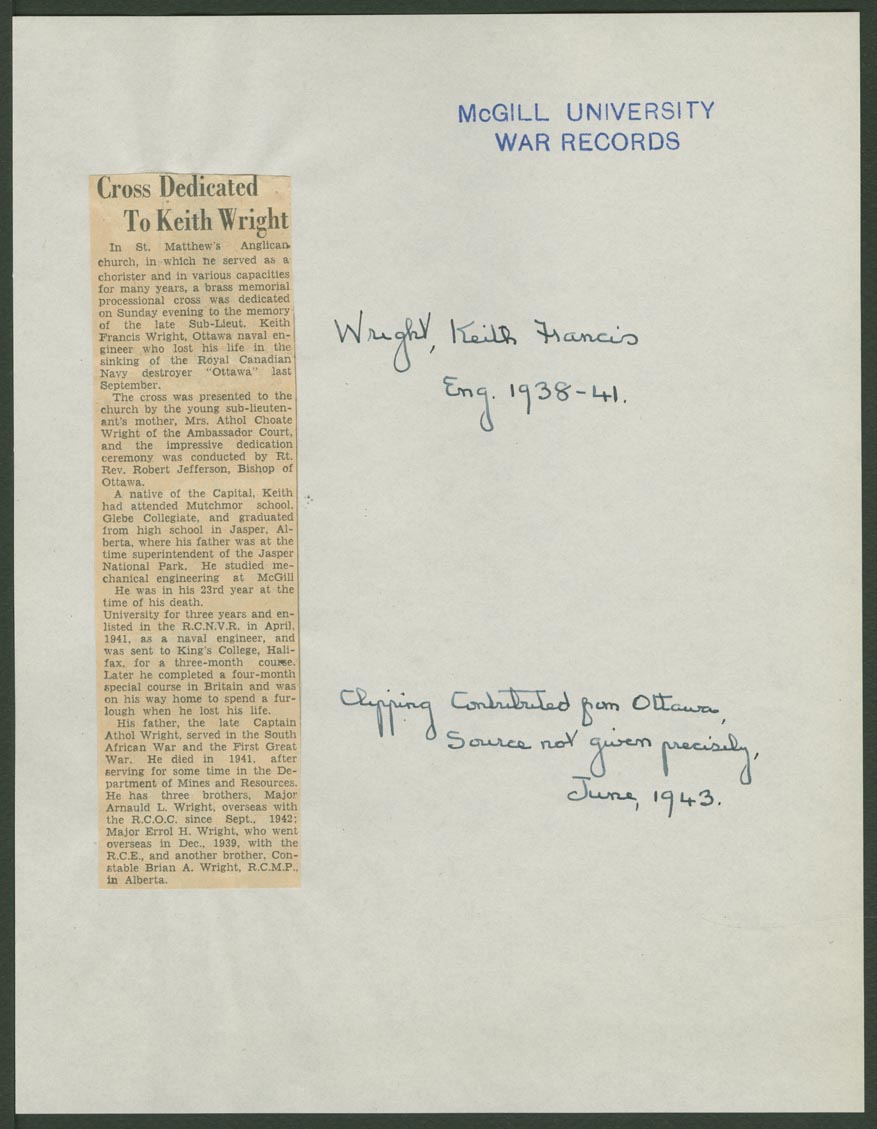 McGILL UNIVERSITY
WAR RECORDS
Cross Dedicated
To Keith Wright
In St. Matthew's Anglican
church, in which he served as a
chorister and in various capacities
for many years, a brass memorial
processional cross was dedicated
on Sunday evening to the memory
of the late Sub-Lieut. Keith
Francis Wright, Ottawa naval en-
gineer who lost his life in the
sinking of the Royal Canadian
Navy destroyer "Ottawa" last
September.
The cross was presented to the
church by the young sub-lieuten-
ant's mother, Mrs. Athol Choate
Wright of the Ambassador Court,
and the impressive dedication
ceremony was conducted by Rt.
Rev. Robert Jefferson, Bishop of
Ottawa.
A native of the Capital, Keith
had attended Mutchmor school,
Glebe Collegiate, and graduated
from high school in Jasper, Al-
berta, where his father was at the
time superintendent of the Jasper
National Park. He studied me-
chanical engineering at McGill
He was in his 23rd year at the
time of his death.
University for three years and en-
listed in the R.C.N.V.R. in April,
1941, as a naval engineer, and
was sent to King's College, Hali-
fax, for a three-month course.
Later he completed a four-month
special course in Britain and was
on his way home to spend a fur-
lough when he lost his life.
His father, the late Captain
Athol Wright, served in the South
African War and the First Great
War. He died in 1941, after
serving for some time in the De-
partment of Mines and Resources.
He has three brothers, Major
Arnauld L. Wright, overseas with
the R.C.O.C. since Sept., 1942;
Major Errol H. Wright, who went
overseas in Dec., 1939, with the
R.C.E., and another brother, Con-
stable Brian A. Wright, R.C.M.P.,
in Alberta.
Wright, Keith Francis
Eng. 1938-41.
Clipping Contributed from Ottawa,
Source not given precisely,
June, 1943.